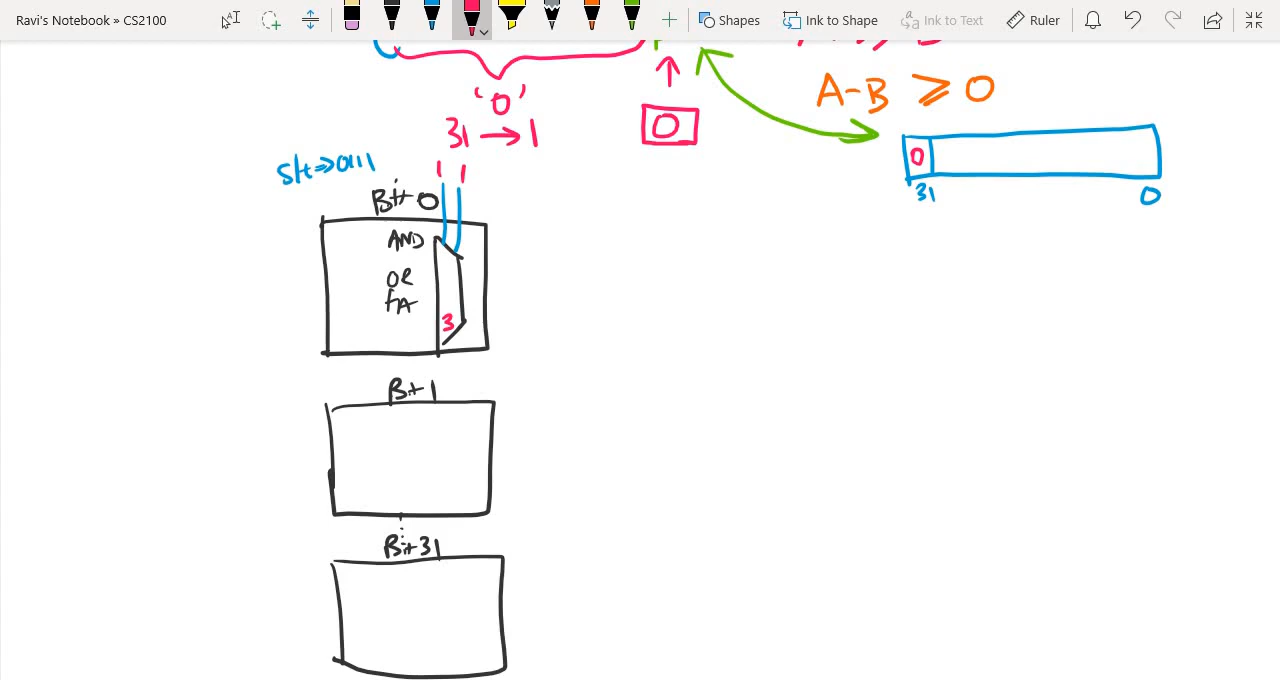 Ravi's Notebook » CS2100
Shapes
Ink to Shape
Ink to Text
Ruler
A-B ⩾ 0
'0'
31 → 1
0
0
31
0
Slt => 0111
1 1
Bit 0
AND
OR
FA
3
Bit 1
Bit 31